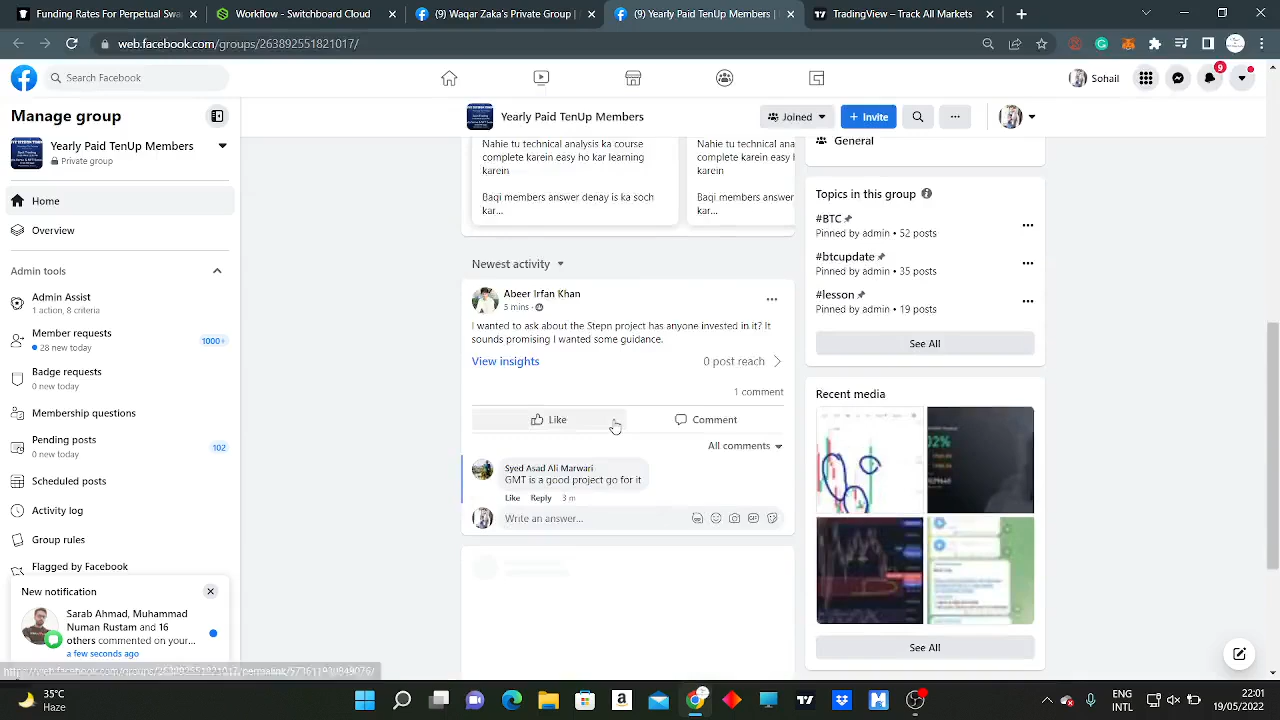 Funding Rate for Perpetual Swap
Workflow - Switchboard Cloud
(9) Waqar Zaka's Group |
(9) Yearly Paid TenUp Members |
TradingView – Track All Markets
web.facebook.com/groups/263892551821017/
Search Facebook
Sohail
9
Manage group
Yearly Paid TenUp Members
Private group
Home
Overview
Admin tools
Admin Assist
1 action, 8 criteria
Member requests
28 new today
1000+
Badge requests
0 new today
Membership questions
Pending posts
0 new today
102
Scheduled posts
Activity log
Group rules
Flagged by Facebook
New notification
Farah Ahmad, Muhammad
Numan Rustam and 16
others commented on your...
a few seconds ago
Yearly Paid TenUp Members
Joined
+ Invite
Nahie tu technical analysis ka course
complete karein easy ho kar learning
karein
Baqi members answer denay is ka soch
kar...
Nahie tu technical ana
complete karein easy h
karein
Baqi members answer
kar...
Newest activity
Abeer Irfan Khan
5 mins
I wanted to ask about the Stepn project has anyone invested in it? It
sounds promising I wanted some guidance.
View insights
0 post reach
1 comment
Like
Comment
All comments
Syed Asad Ali Marwari
GMT is a good project go for it
Like Reply 3 m
Write an answer...
General
Topics in this group
#BTC
Pinned by admin • 52 posts
#btcupdate
Pinned by admin • 35 posts
#lesson
Pinned by admin • 19 posts
See All
Recent media
See All
35°C
Haze
ENG
INTL
22:01
19/05/2022